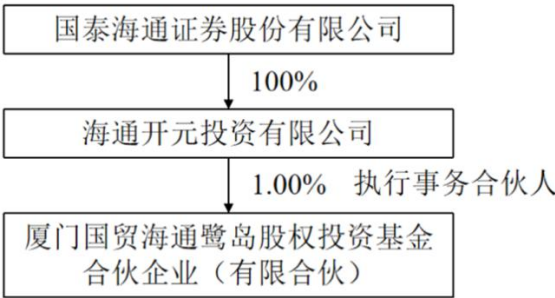 国泰海通证券股份有限公司
100%
海通开元投资有限公司
1.00% 执行事务合伙人
厦门国贸海通鹭岛股权投资基金
合伙企业（有限合伙）